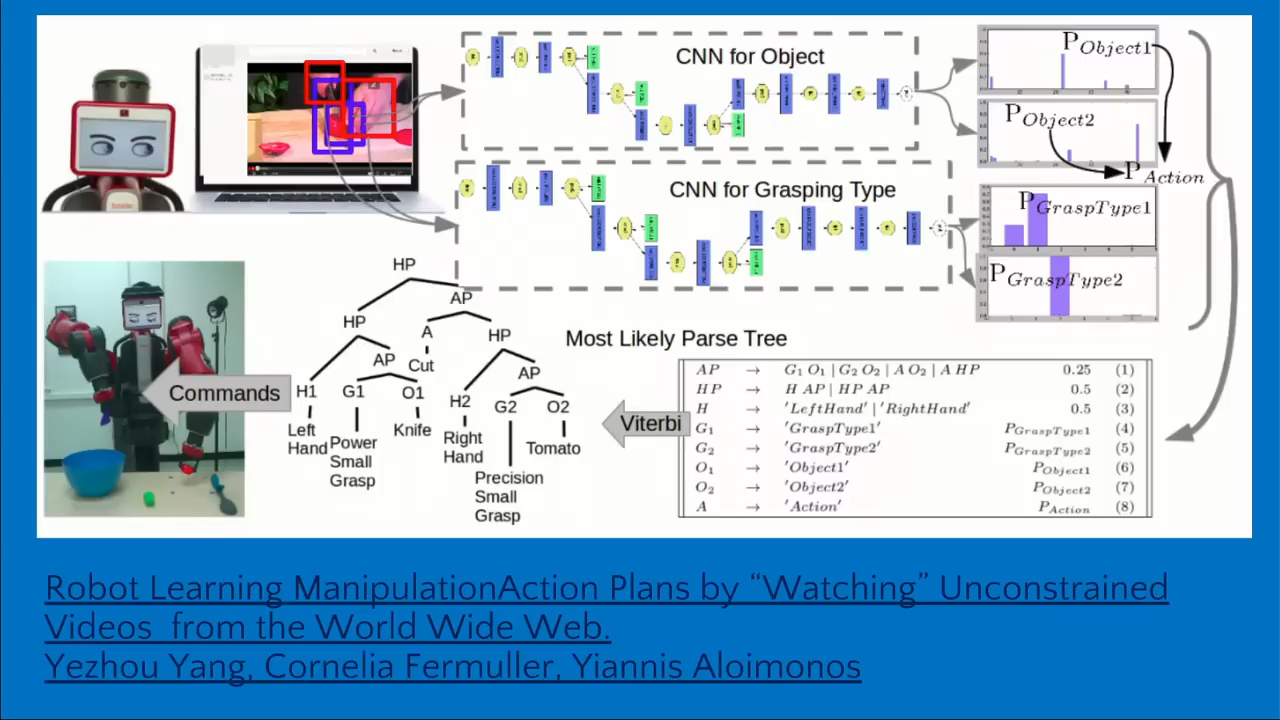 CNN for Object
P_Object1
P_Object2
P_Action
CNN for Grasping Type
P_GraspType1
P_GraspType2
HP
AP
HP
A
HP
AP
Cut
AP
H1
G1
O1
H2
G2
O2
Left
Hand
Power
Small
Grasp
Knife
Right
Hand
Precision
Small
Grasp
Tomato
Commands
Most Likely Parse Tree
Viterbi
AP → G1 O1 | G2 O2 | A O2 | A HP 0.25 (1)
HP → H AP | HP AP 0.5 (2)
H → 'LeftHand' | 'RightHand' 0.5 (3)
G1 → 'GraspType1' P_GraspType1 (4)
G2 → 'GraspType2' P_GraspType2 (5)
O1 → 'Object1' P_Object1 (6)
O2 → 'Object2' P_Object2 (7)
A → 'Action' P_Action (8)
Robot Learning ManipulationAction Plans by “Watching” Unconstrained
Videos from the World Wide Web.
Yezhou Yang, Cornelia Fermuller, Yiannis Aloimonos